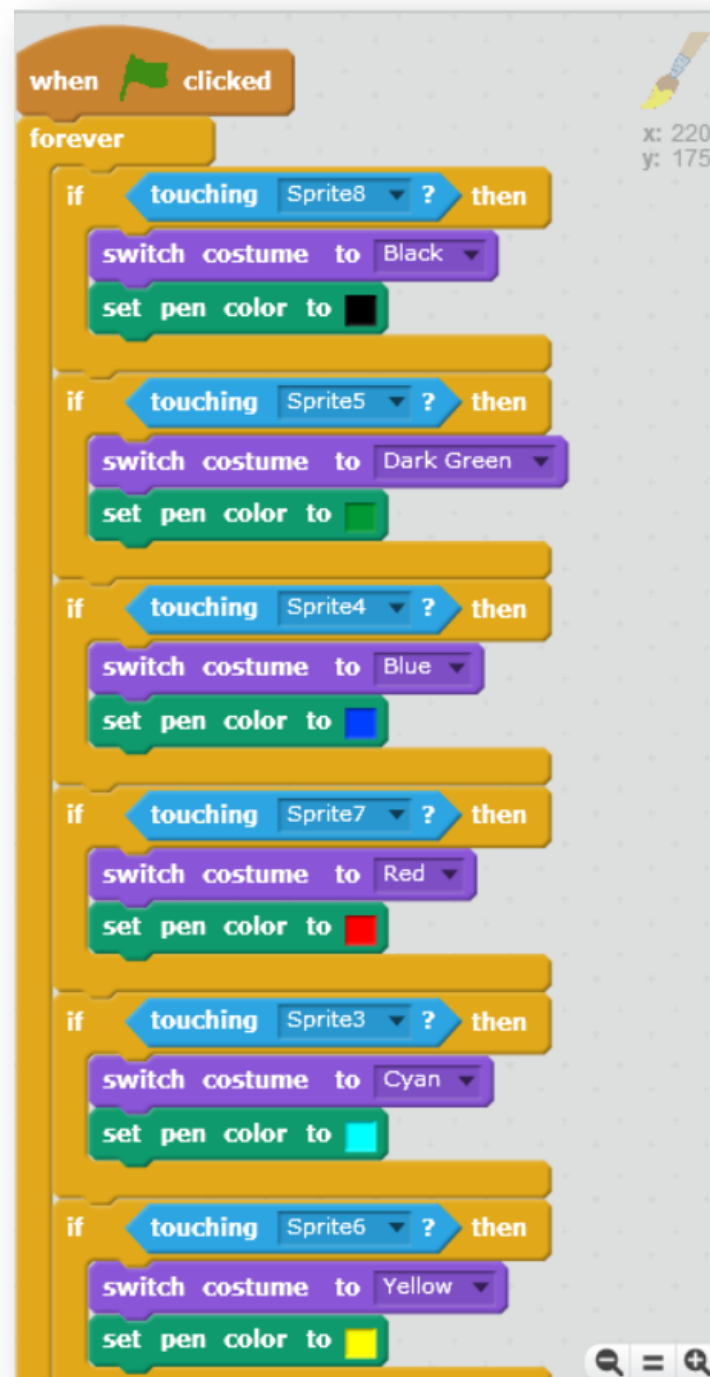 when clicked
forever
x: 220
y: 175
if touching Sprite8 ? then
switch costume to Black
set pen color to
if touching Sprite5 ? then
switch costume to Dark Green
set pen color to
if touching Sprite4 ? then
switch costume to Blue
set pen color to
if touching Sprite7 ? then
switch costume to Red
set pen color to
if touching Sprite3 ? then
switch costume to Cyan
set pen color to
if touching Sprite6 ? then
switch costume to Yellow
set pen color to